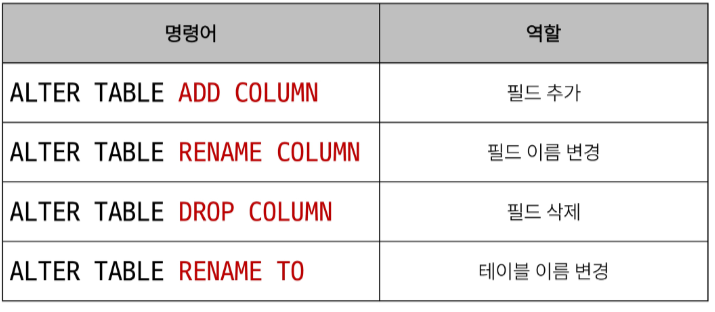 명령어 역할
ALTER TABLE ADD COLUMN 필드 추가
ALTER TABLE RENAME COLUMN 필드 이름 변경
ALTER TABLE DROP COLUMN 필드 삭제
ALTER TABLE RENAME TO 테이블 이름 변경